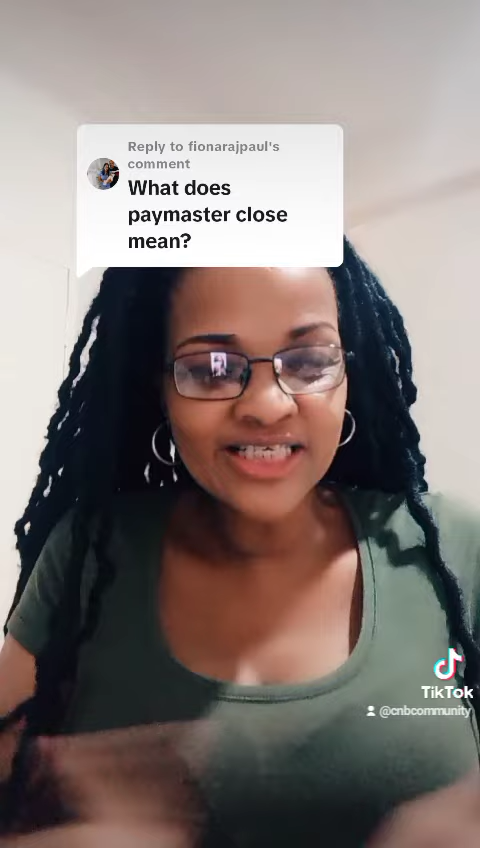 Reply to fionarajpaul's
comment
What does
paymaster close
mean?
TikTok
@cnbcommunity